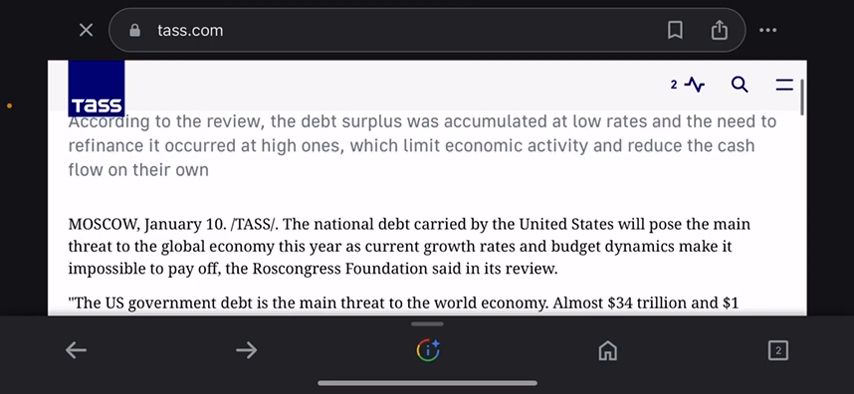 tass.com
2
Tass
According to the review, the debt surplus was accumulated at low rates and the need to
refinance it occurred at high ones, which limit economic activity and reduce the cash
flow on their own
MOSCOW, January 10. /TASS/. The national debt carried by the United States will pose the main
threat to the global economy this year as current growth rates and budget dynamics make it
impossible to pay off, the Roscongress Foundation said in its review.
"The US government debt is the main threat to the world economy. Almost $34 trillion and $1
2